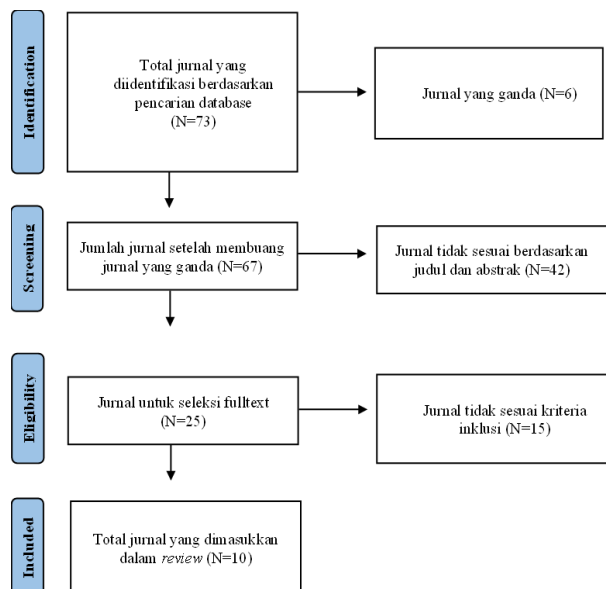 Identification
Total jurnal yang
diidentifikasi berdasarkan
pencarian database
(N=73)
Jurnal yang ganda (N=6)
Screening
Jumlah jurnal setelah membuang
jurnal yang ganda (N=67)
Jurnal tidak sesuai berdasarkan
judul dan abstrak (N=42)
Eligibility
Jurnal untuk seleksi fulltext
(N=25)
Jurnal tidak sesuai kriteria
inklusi (N=15)
Included
Total jurnal yang dimasukkan
dalam review (N=10)